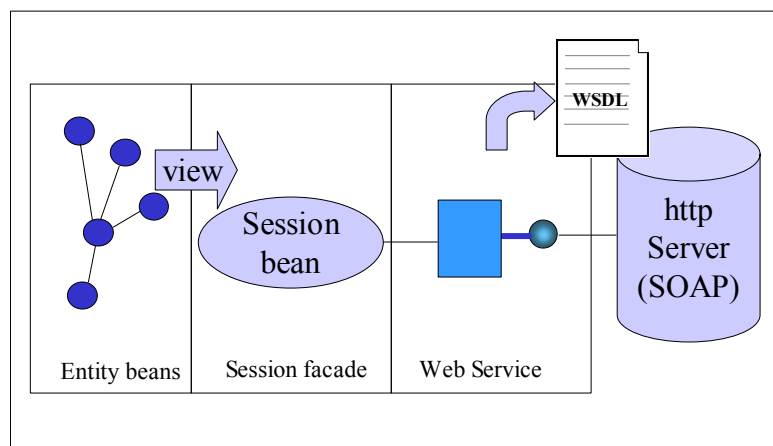 WSDL
view
Session
bean
http
Server
(SOAP)
Entity beans
Session facade
Web Service